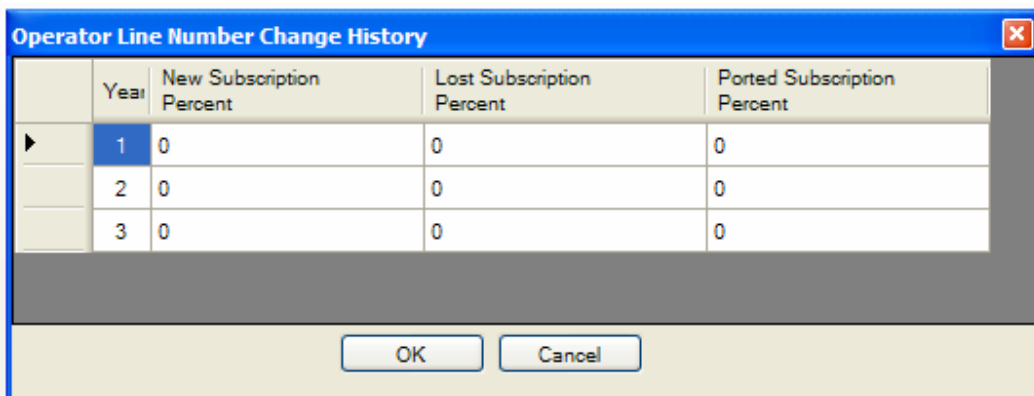 Operator Line Number Change History
Year New Subscription Percent Lost Subscription Percent Ported Subscription Percent
1 0 0 0
2 0 0 0
3 0 0 0
OK Cancel